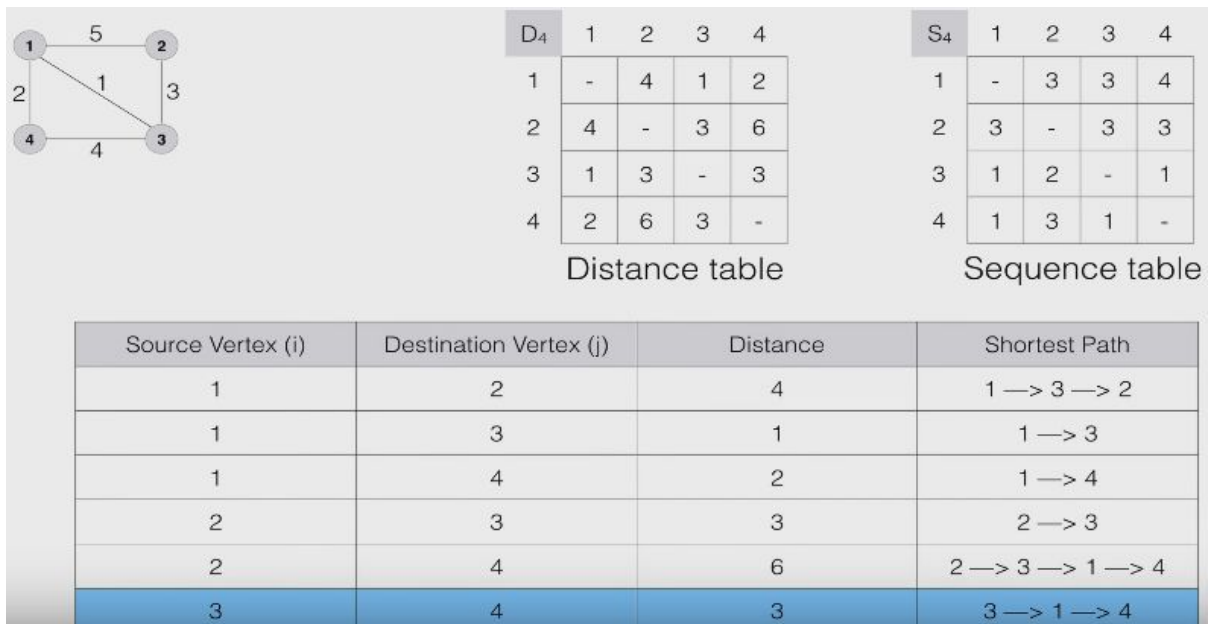 1 5 2
2 1 3
4 4 3
D₄ 1 2 3 4
1 - 4 1 2
2 4 - 3 6
3 1 3 - 3
4 2 6 3 -
Distance table
S₄ 1 2 3 4
1 - 3 3 4
2 3 - 3 3
3 1 2 - 1
4 1 3 1 -
Sequence table
Source Vertex (i) Destination Vertex (j) Distance Shortest Path
1 2 4 1 —> 3 —> 2
1 3 1 1 —> 3
1 4 2 1 —> 4
2 3 3 2 —> 3
2 4 6 2 —> 3 —> 1 —> 4
3 4 3 3 —> 1 —> 4